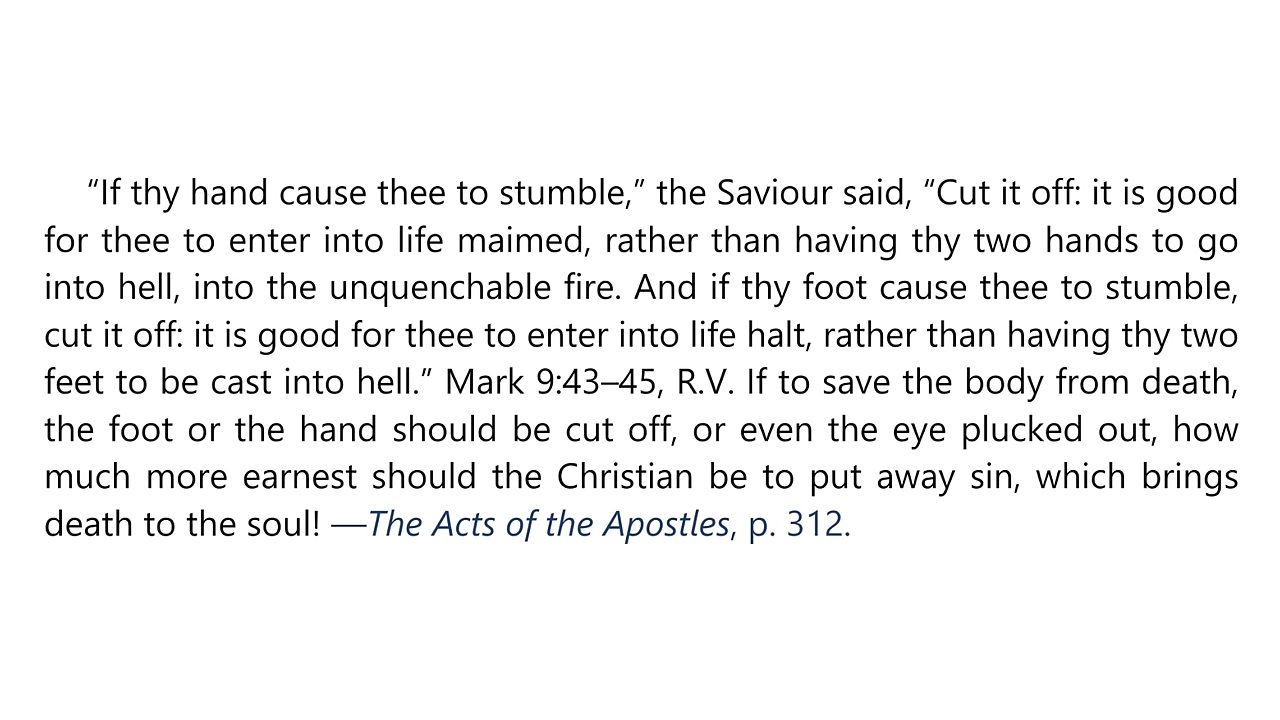 “If thy hand cause thee to stumble,” the Saviour said, “Cut it off: it is good
for thee to enter into life maimed, rather than having thy two hands to go
into hell, into the unquenchable fire. And if thy foot cause thee to stumble,
cut it off: it is good for thee to enter into life halt, rather than having thy two
feet to be cast into hell.” Mark 9:43–45, R.V. If to save the body from death,
the foot or the hand should be cut off, or even the eye plucked out, how
much more earnest should the Christian be to put away sin, which brings
death to the soul! —The Acts of the Apostles, p. 312.